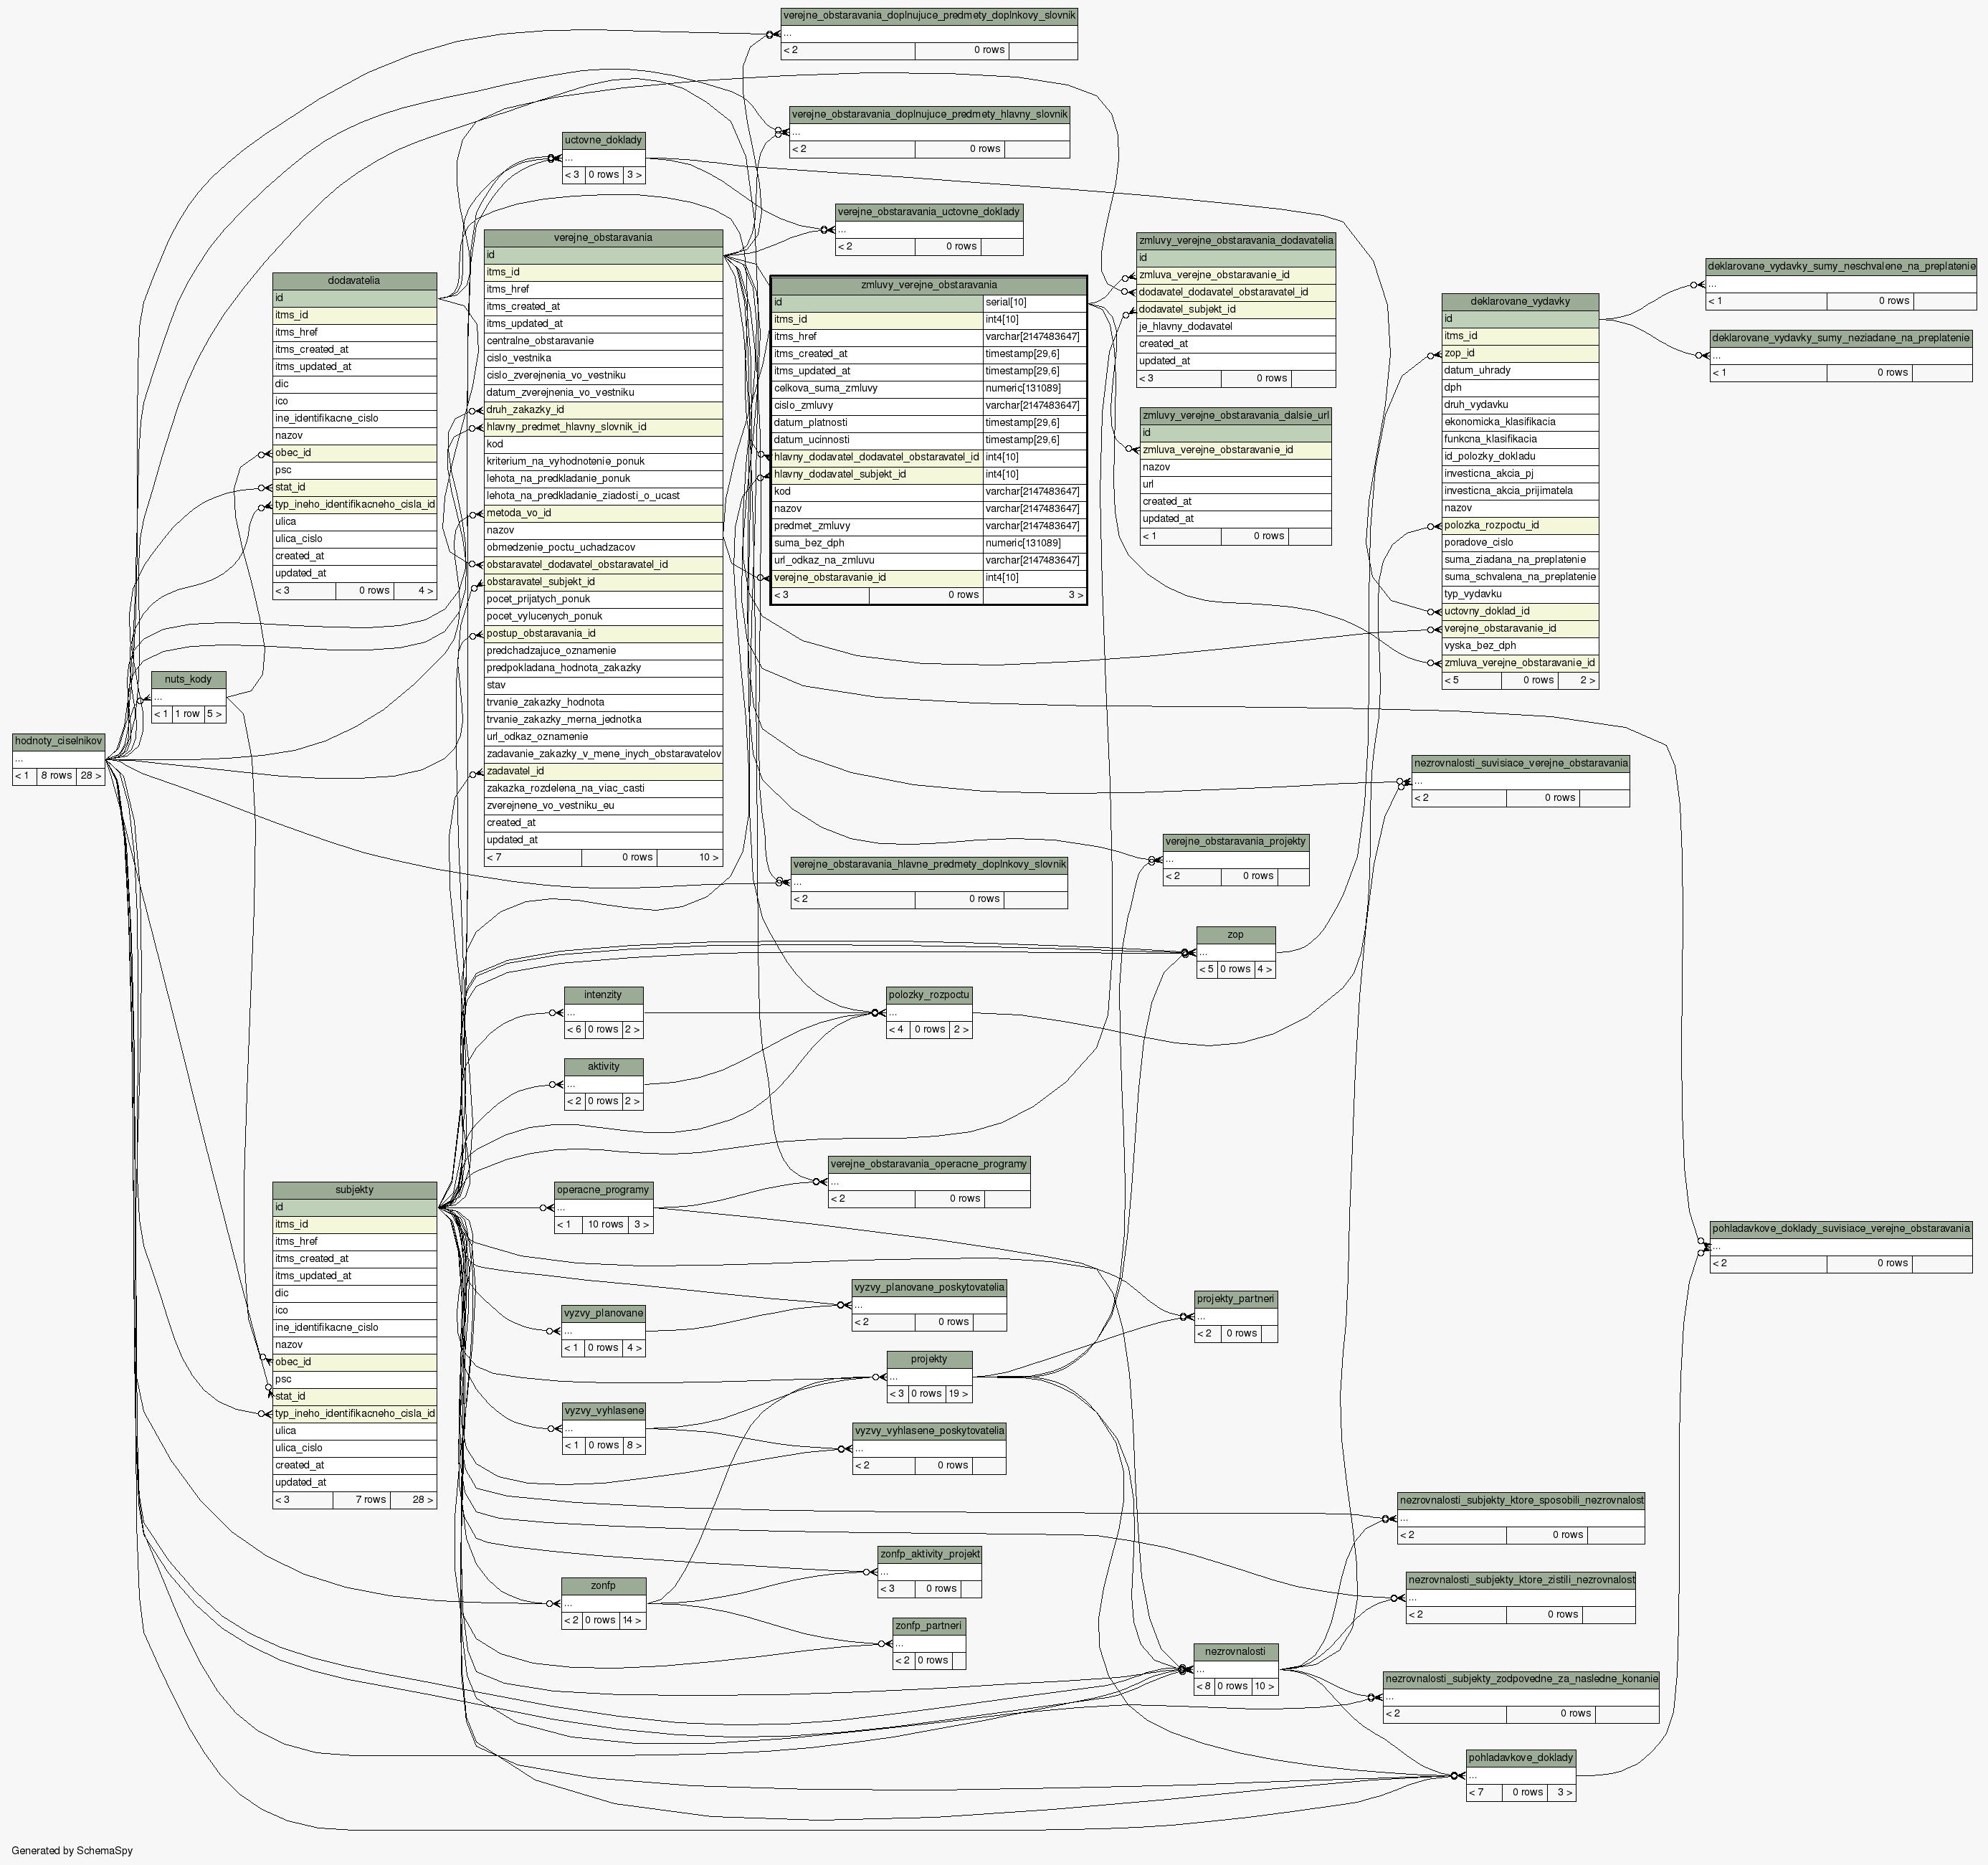 verejne_obstaravania_doplnujuce_predmety_doplnkovy_slovnik
...
< 2 0 rows
verejne_obstaravania_doplnujuce_predmety_hlavny_slovnik
...
< 2 0 rows
uctovne_doklady
...
< 3 0 rows 3 >
verejne_obstaravania_uctovne_doklady
...
< 2 0 rows
dodavatelia
id
itms_id
itms_href
itms_created_at
itms_updated_at
dic
ico
ine_identifikacne_cislo
nazov
obec_id
psc
stat_id
typ_ineho_identifikacneho_cisla_id
ulica
ulica_cislo
created_at
updated_at
< 3 0 rows 4 >
verejne_obstaravania
id
itms_id
itms_href
itms_created_at
itms_updated_at
centralne_obstaravanie
cislo_vestnika
cislo_zverejnenia_vo_vestniku
datum_zverejnenia_vo_vestniku
druh_zakazky_id
hlavny_predmet_hlavny_slovnik_id
kod
kriterium_na_vyhodnotenie_ponuk
lehota_na_predkladanie_ponuk
lehota_na_predkladanie_ziadosti_o_ucast
metoda_vo_id
nazov
obmedzenie_poctu_uchadzacov
obstaravatel_dodavatel_obstaravatel_id
obstaravatel_subjekt_id
pocet_prijatych_ponuk
pocet_vylucenych_ponuk
postup_obstaravania_id
predchadzajuce_oznamenie
predpokladana_hodnota_zakazky
stav
trvanie_zakazky_hodnota
trvanie_zakazky_merna_jednotka
url_odkaz_oznamenie
zadavanie_zakazky_v_mene_inych_obstaravatelov
zadavatel_id
zakazka_rozdelena_na_viac_casti
zverejnene_vo_vestniku_eu
created_at
updated_at
< 7 0 rows 10 >
zmluvy_verejne_obstaravania
id serial[10]
itms_id int4[10]
itms_href varchar[2147483647]
itms_created_at timestamp[29,6]
itms_updated_at timestamp[29,6]
celkova_suma_zmluvy numeric[131089]
cislo_zmluvy varchar[2147483647]
datum_platnosti timestamp[29,6]
datum_ucinnosti timestamp[29,6]
hlavny_dodavatel_dodavatel_obstaravatel_id int4[10]
hlavny_dodavatel_subjekt_id int4[10]
kod varchar[2147483647]
nazov varchar[2147483647]
predmet_zmluvy varchar[2147483647]
suma_bez_dph numeric[131089]
url_odkaz_na_zmluvu varchar[2147483647]
verejne_obstaravanie_id int4[10]
< 3 0 rows 3 >
zmluvy_verejne_obstaravania_dodavatelia
id
zmluva_verejne_obstaravanie_id
dodavatel_dodavatel_obstaravatel_id
dodavatel_subjekt_id
je_hlavny_dodavatel
created_at
updated_at
< 3 0 rows
zmluvy_verejne_obstaravania_dalsie_url
id
zmluva_verejne_obstaravanie_id
nazov
url
created_at
updated_at
< 1 0 rows
deklarovane_vydavky
id
itms_id
zop_id
datum_uhrady
dph
druh_vydavku
ekonomicka_klasifikacia
funkcna_klasifikacia
id_polozky_dokladu
investicna_akcia_pj
investicna_akcia_prijimatela
nazov
polozka_rozpoctu_id
poradove_cislo
suma_ziadana_na_preplatenie
suma_schvalena_na_preplatenie
typ_vydavku
uctovny_doklad_id
verejne_obstaravanie_id
vyska_bez_dph
zmluva_verejne_obstaravanie_id
< 5 0 rows 2 >
deklarovane_vydavky_sumy_neschvalene_na_preplatenie
...
< 1 0 rows
deklarovane_vydavky_sumy_neziadane_na_preplatenie
...
< 1 0 rows
nuts_kody
...
< 1 1 row 5 >
hodnoty_ciselnikov
...
< 1 8 rows 28 >
nezrovnalosti_suvisiace_verejne_obstaravania
...
< 2 0 rows
verejne_obstaravania_projekty
...
< 2 0 rows
verejne_obstaravania_hlavne_predmety_doplnkovy_slovnik
...
< 2 0 rows
zop
...
< 5 0 rows 4 >
intenzity
...
< 6 0 rows 2 >
polozky_rozpoctu
...
< 4 0 rows 2 >
aktivity
...
< 2 0 rows 2 >
verejne_obstaravania_operacne_programy
...
< 2 0 rows
subjekty
id
itms_id
itms_href
itms_created_at
itms_updated_at
dic
ico
ine_identifikacne_cislo
nazov
obec_id
psc
stat_id
typ_ineho_identifikacneho_cisla_id
ulica
ulica_cislo
created_at
updated_at
< 3 7 rows 28 >
operacne_programy
...
< 1 10 rows 3 >
pohladavkove_doklady_suvisiace_verejne_obstaravania
...
< 2 0 rows
vyzvy_planovane_poskytovatelia
...
< 2 0 rows
projekty_partneri
...
< 2 0 rows
vyzvy_planovane
...
< 1 0 rows 4 >
projekty
...
< 3 0 rows 19 >
vyzvy_vyhlasene
...
< 1 0 rows 8 >
vyzvy_vyhlasene_poskytovatelia
...
< 2 0 rows
nezrovnalosti_subjekty_ktore_sposobili_nezrovnalost
...
< 2 0 rows
zonfp_aktivity_projekt
...
< 3 0 rows
nezrovnalosti_subjekty_ktore_zistili_nezrovnalost
...
< 2 0 rows
zonfp
...
< 2 0 rows 14 >
zonfp_partneri
...
< 2 0 rows
nezrovnalosti
...
< 8 0 rows 10 >
nezrovnalosti_subjekty_zodpovedne_za_nasledne_konanie
...
< 2 0 rows
pohladavkove_doklady
...
< 7 0 rows 3 >
Generated by SchemaSpy